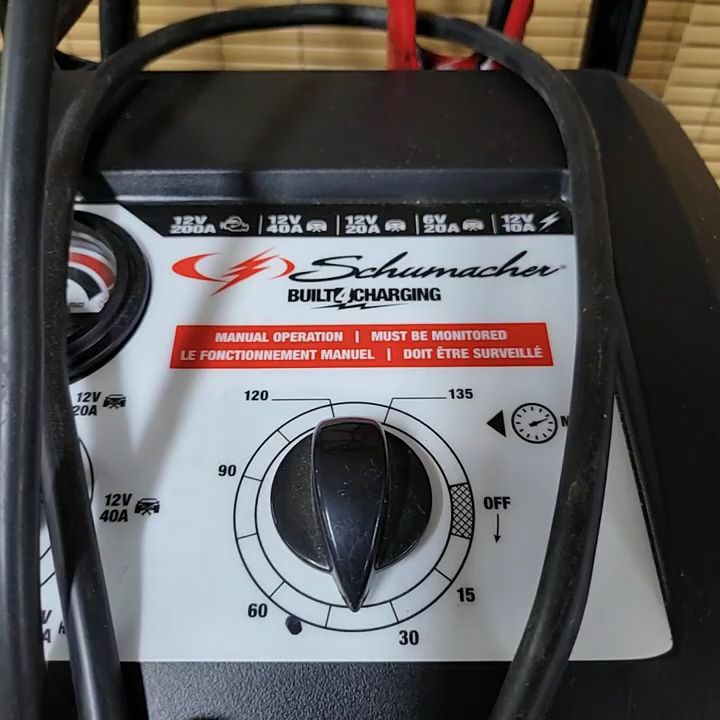 12V 200A
12V 40A
12V 20A
6V 20A
12V 10A
Schumacher®
BUILT4CHARGING
MANUAL OPERATION | MUST BE MONITORED
LE FONCTIONNEMENT MANUEL | DOIT ÊTRE SURVEILLÉ
12V
20A
12V
40A
120
135
90
OFF
60
15
30